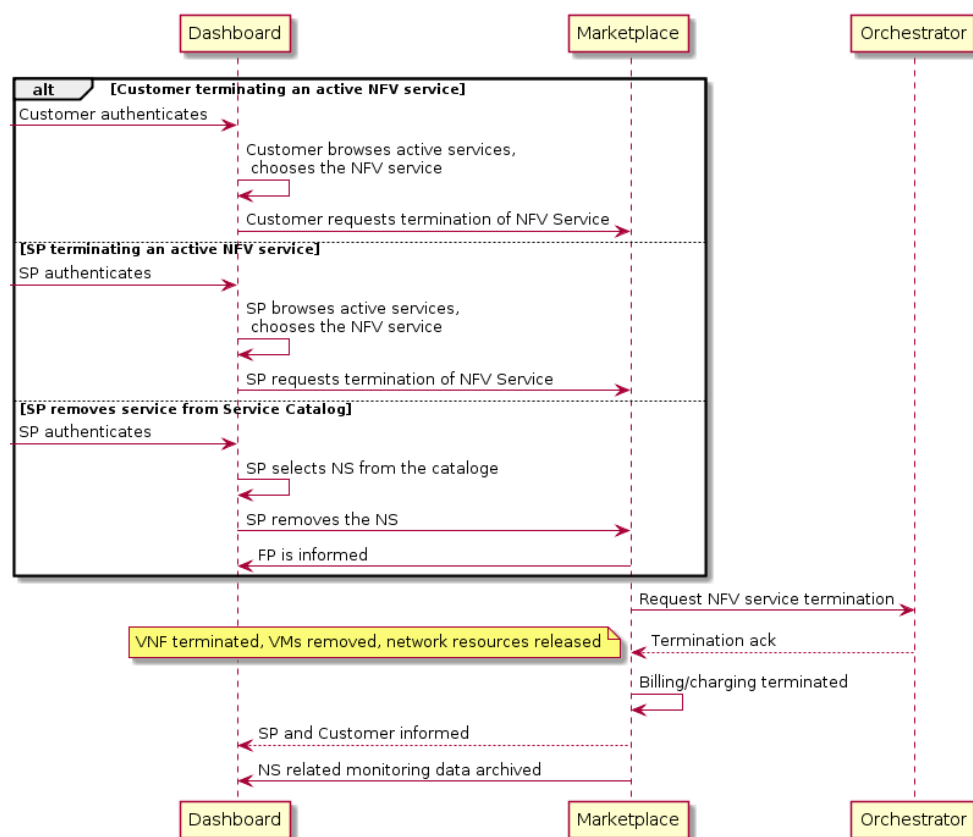 Dashboard
Marketplace
Orchestrator
alt
[Customer terminating an active NFV service]
Customer authenticates
Customer browses active services,
chooses the NFV service
Customer requests termination of NFV Service
[SP terminating an active NFV service]
SP authenticates
SP browses active services,
chooses the NFV service
SP requests termination of NFV Service
[SP removes service from Service Catalog]
SP authenticates
SP selects NS from the cataloge
SP removes the NS
FP is informed
Request NFV service termination
VNF terminated, VMs removed, network resources released
Termination ack
Billing/charging terminated
SP and Customer informed
NS related monitoring data archived
Dashboard
Marketplace
Orchestrator